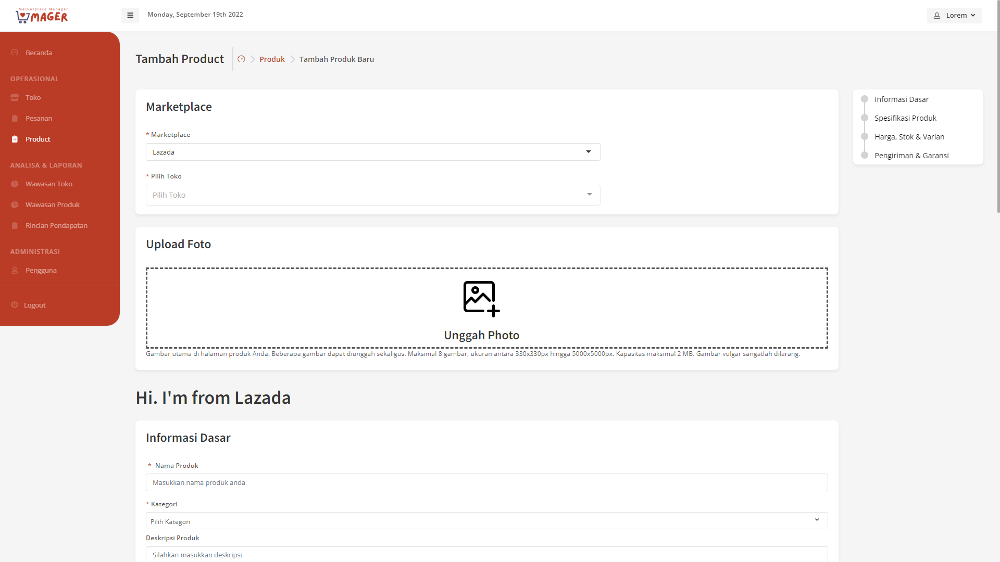 Marketplace Manager
MAGER
Monday, September 19th 2022
Lorem
Beranda
OPERASIONAL
Toko
Pesanan
Product
ANALISA & LAPORAN
Wawasan Toko
Wawasan Produk
Rincian Pendapatan
ADMINISTRASI
Pengguna
Logout
Tambah Product
Produk
Tambah Produk Baru
Marketplace
* Marketplace
Lazada
* Pilih Toko
Pilih Toko
Upload Foto
Unggah Photo
Gambar utama di halaman produk Anda. Beberapa gambar dapat diunggah sekaligus. Maksimal 8 gambar, ukuran antara 330x330px hingga 5000x5000px. Kapasitas maksimal 2 MB. Gambar vulgar sangatlah dilarang.
Hi. I'm from Lazada
Informasi Dasar
* Nama Produk
Masukkan nama produk anda
* Kategori
Pilih Kategori
Deskripsi Produk
Silahkan masukkan deskripsi
Informasi Dasar
Spesifikasi Produk
Harga, Stok & Varian
Pengiriman & Garansi